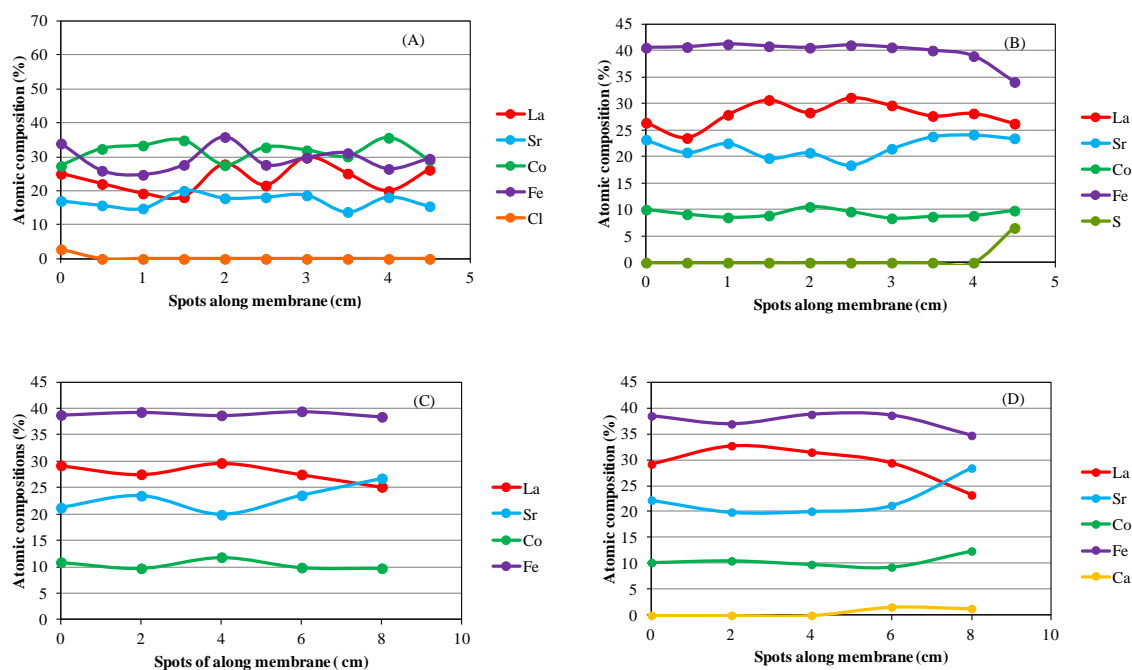 70
60
50
40
30
20
10
0
0 1 2 3 4 5
Atomic composition (%)
Spots along membrane (cm)
(A)
La
Sr
Co
Fe
Cl
45
40
35
30
25
20
15
10
5
0
0 1 2 3 4 5
Atomic composition (%)
Spots along membrane (cm)
(B)
La
Sr
Co
Fe
S
45
40
35
30
25
20
15
10
5
0
0 2 4 6 8 10
Atomic compositions (%)
Spots of along membrane ( cm)
(C)
La
Sr
Co
Fe
45
40
35
30
25
20
15
10
5
0
0 2 4 6 8 10
Atomic composition (%)
Spots along membrane (cm)
(D)
La
Sr
Co
Fe
Ca